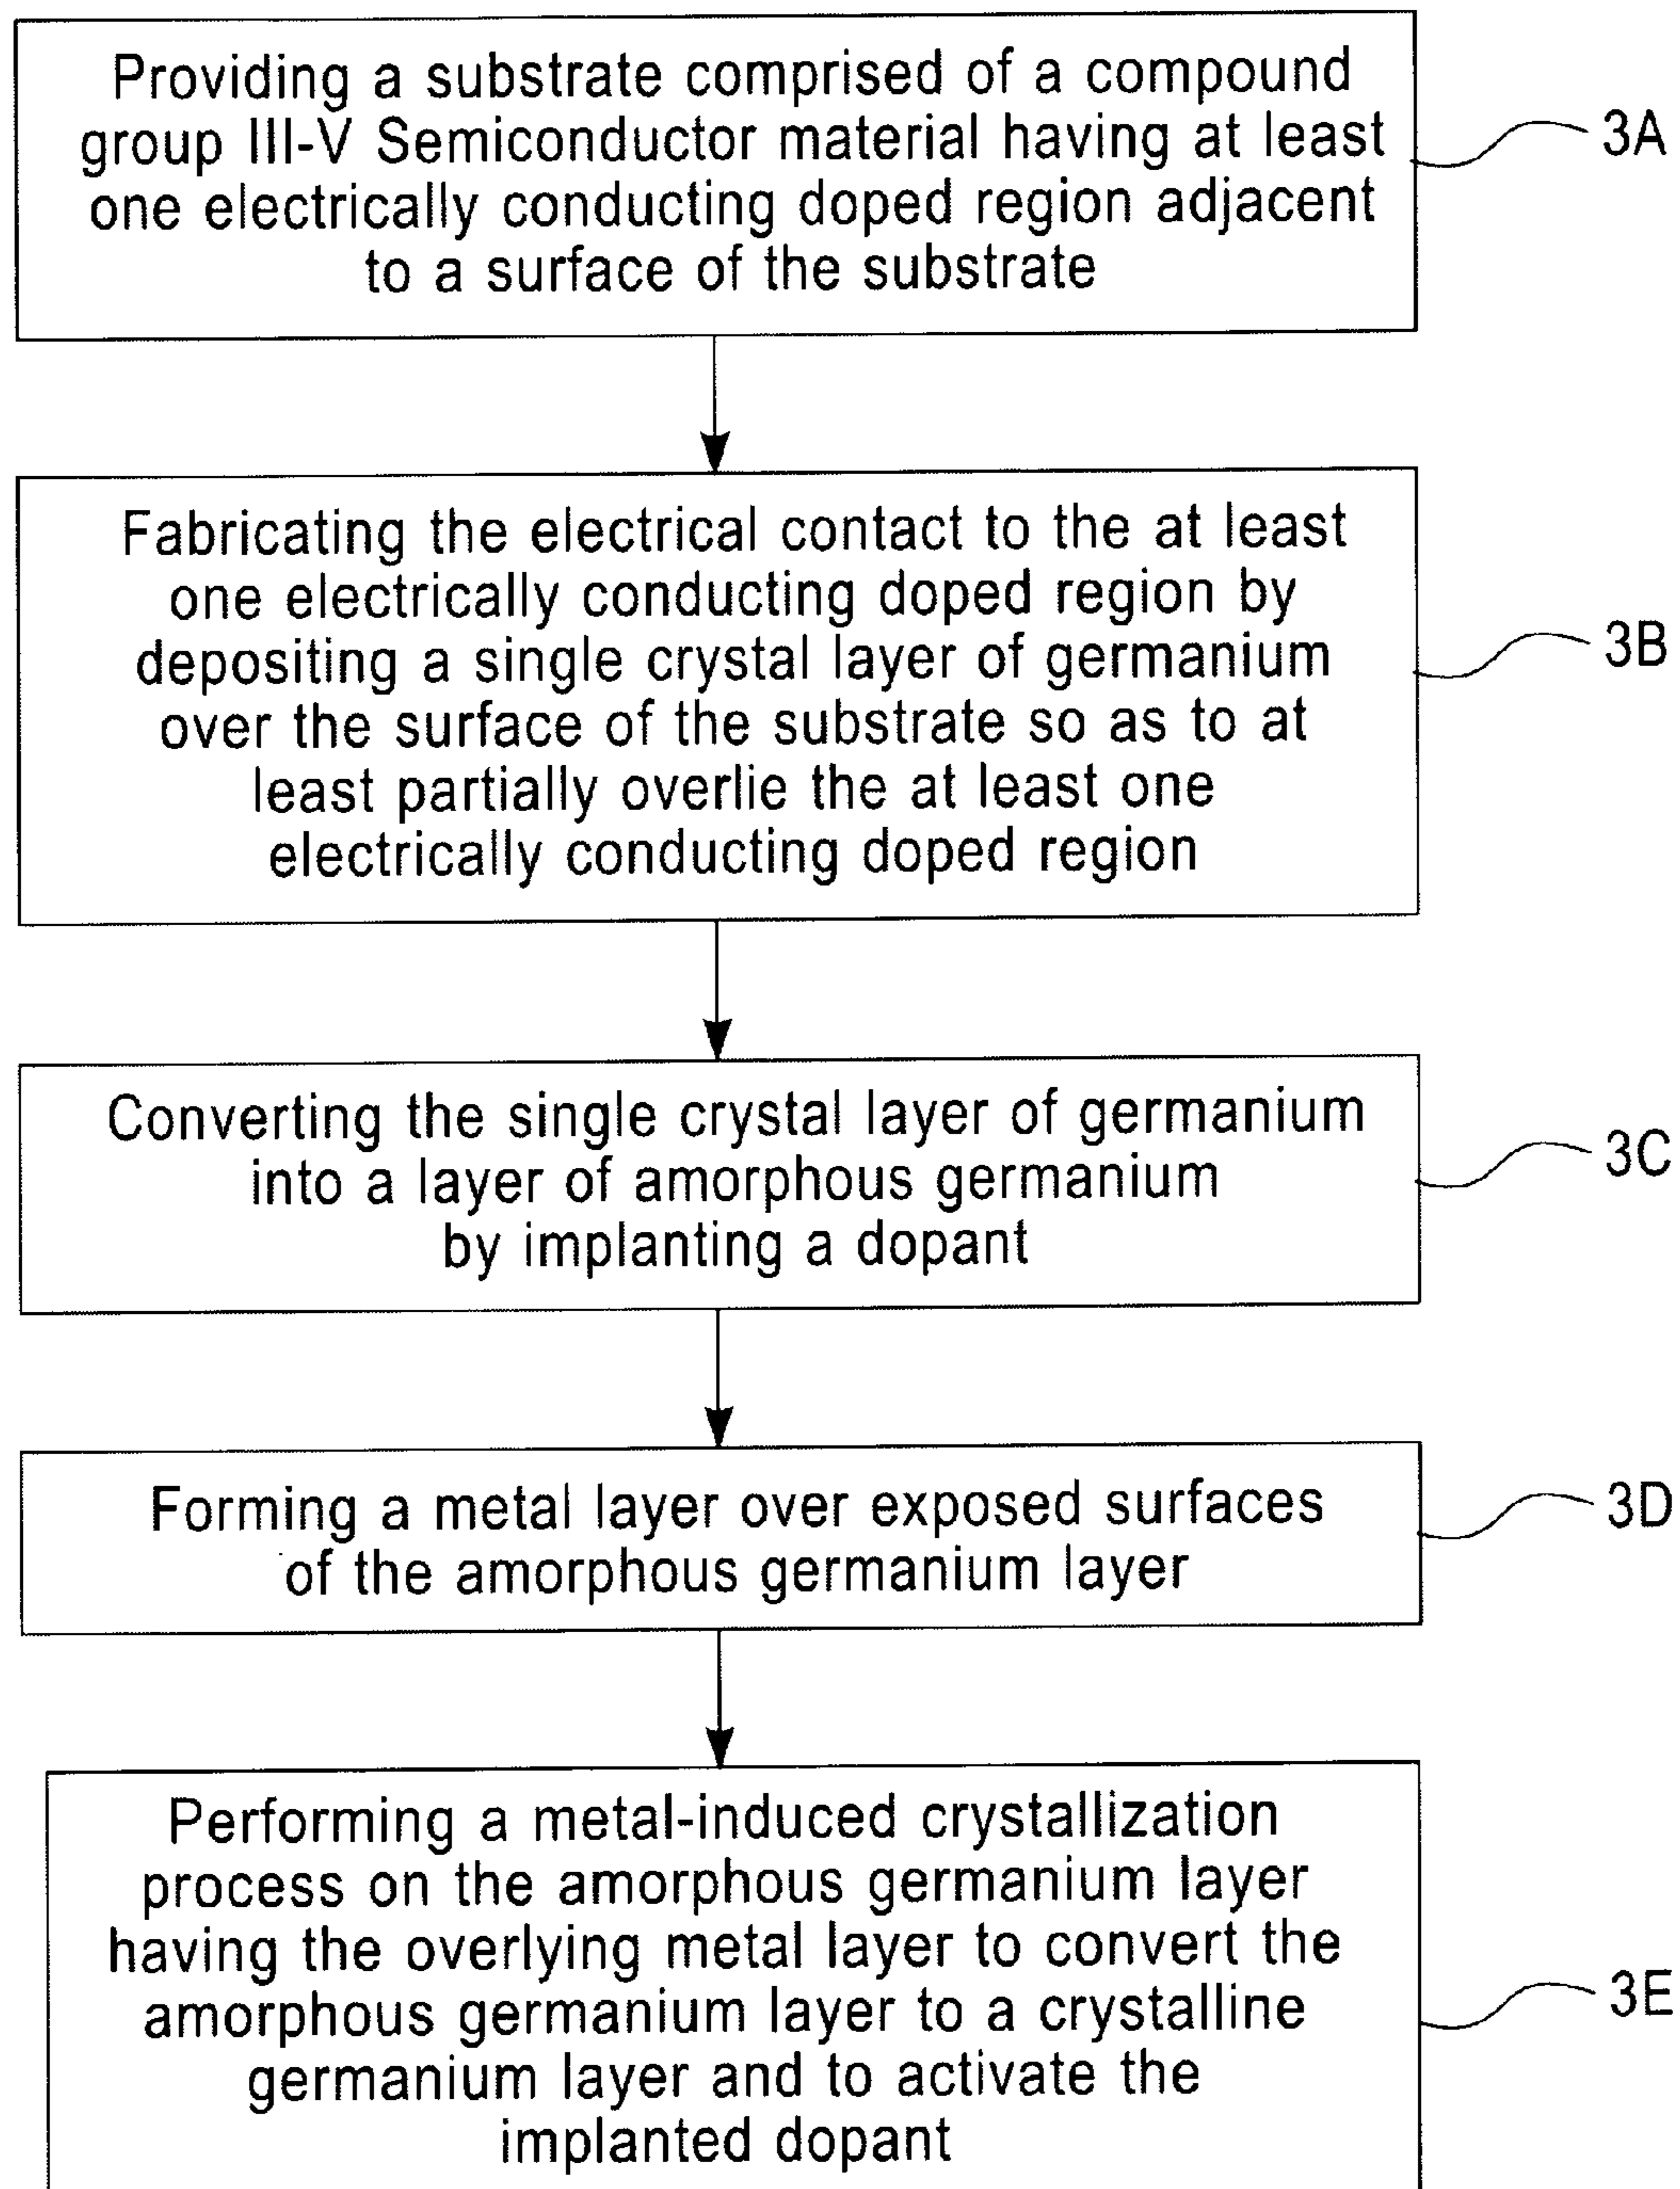 Providing a substrate comprised of a compound
group III-V Semiconductor material having at least
one electrically conducting doped region adjacent
to a surface of the substrate
3A
Fabricating the electrical contact to the at least
one electrically conducting doped region by
depositing a single crystal layer of germanium
over the surface of the substrate so as to at
least partially overlie the at least one
electrically conducting doped region
3B
Converting the single crystal layer of germanium
into a layer of amorphous germanium
by implanting a dopant
3C
Forming a metal layer over exposed surfaces
of the amorphous germanium layer
3D
Performing a metal-induced crystallization
process on the amorphous germanium layer
having the overlying metal layer to convert the
amorphous germanium layer to a crystalline
germanium layer and to activate the
implanted dopant
3E